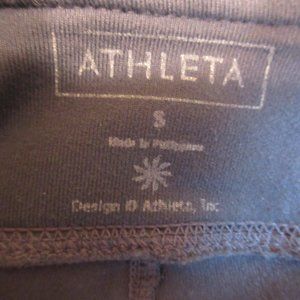 ATHLETA
S
Made in Philippines
Design © Athleta, Inc.